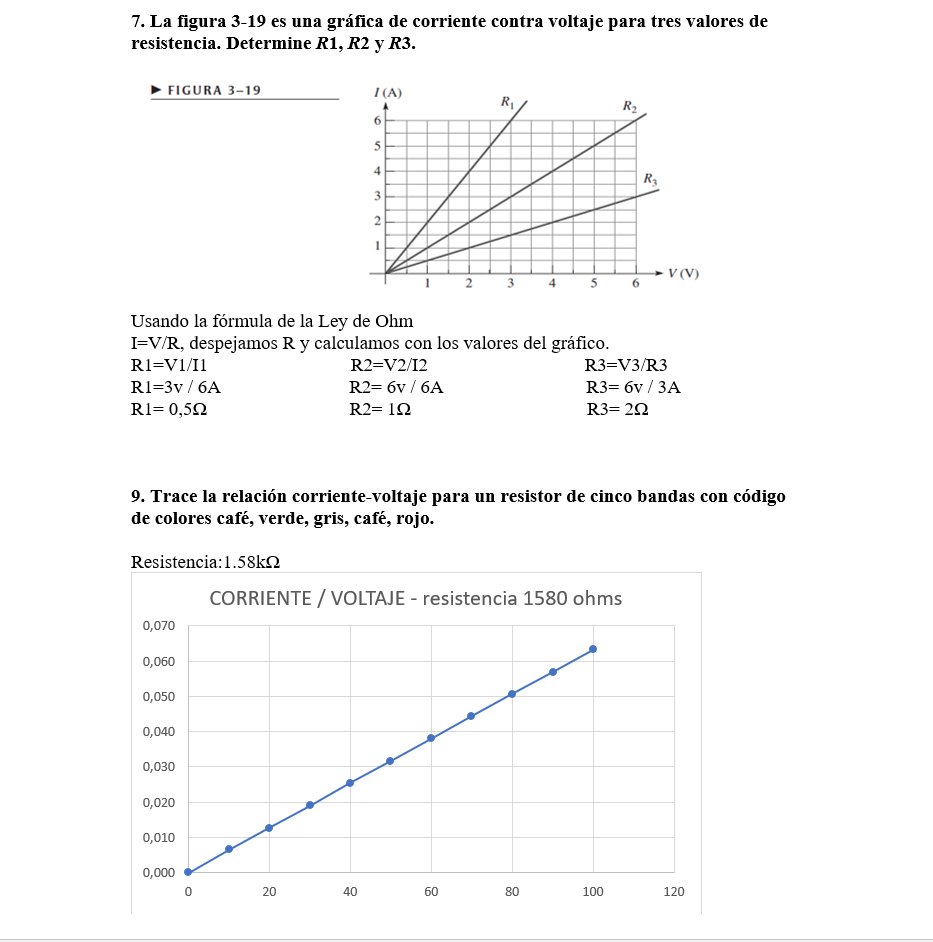 7. La figura 3-19 es una gráfica de corriente contra voltaje para tres valores de
resistencia. Determine R1, R2 y R3.
► FIGURA 3–19
I (A)
R₁
R₂
R₃
6
5
4
3
2
1
1 2 3 4 5 6
V (V)
Usando la fórmula de la Ley de Ohm
I=V/R, despejamos R y calculamos con los valores del gráfico.
R1=V1/I1 R2=V2/I2 R3=V3/R3
R1=3v / 6A R2= 6v / 6A R3= 6v / 3A
R1= 0,5Ω R2= 1Ω R3= 2Ω
9. Trace la relación corriente-voltaje para un resistor de cinco bandas con código
de colores café, verde, gris, café, rojo.
Resistencia:1.58kΩ
CORRIENTE / VOLTAJE - resistencia 1580 ohms
0,070
0,060
0,050
0,040
0,030
0,020
0,010
0,000
0 20 40 60 80 100 120